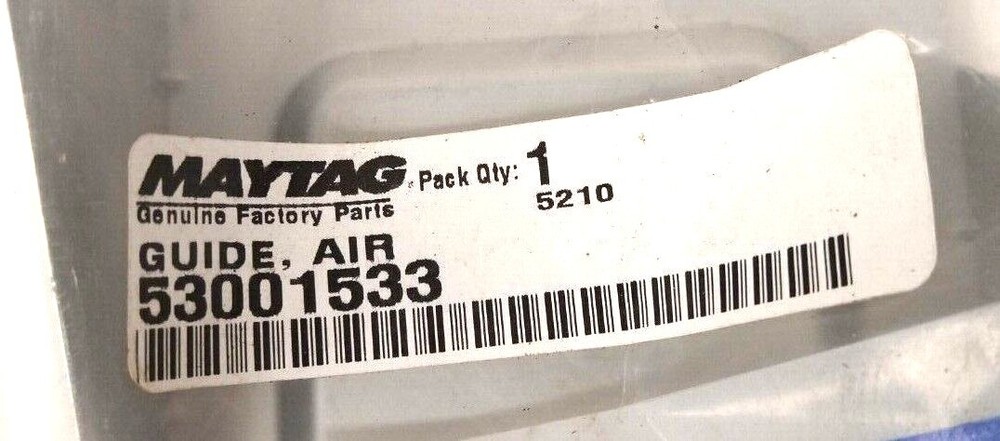 MAYTAG Pack Qty: 1
Genuine Factory Parts 5210
GUIDE, AIR
53001533